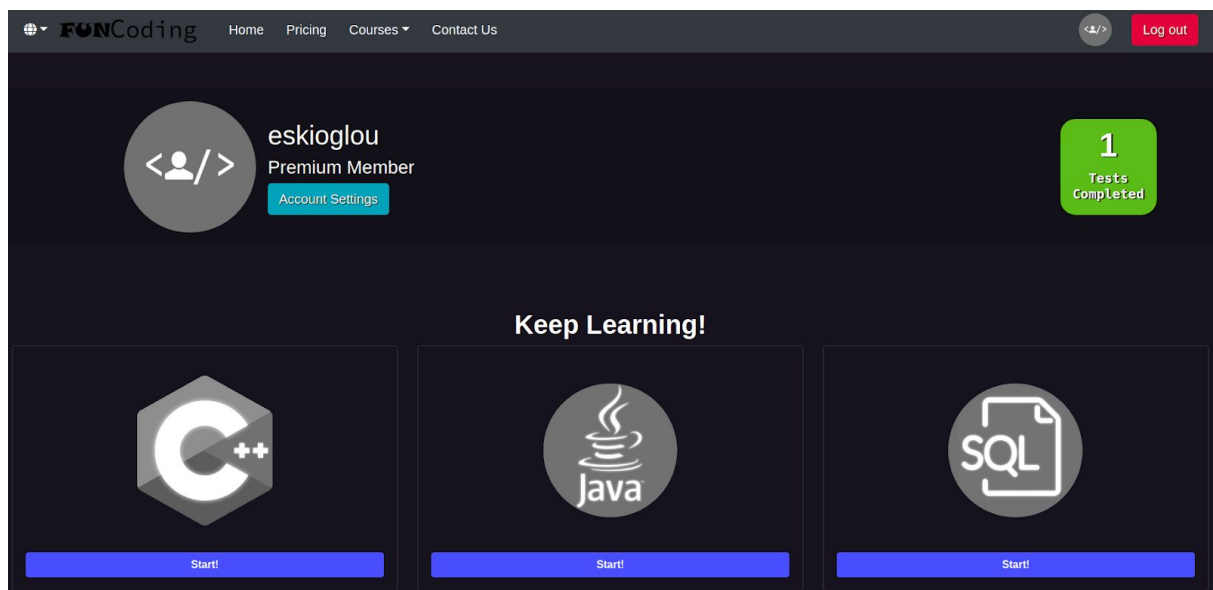 FUNCoding Home Pricing Courses Contact Us </> Log out
< /> eskioglou
Premium Member
Account Settings
1
Tests
Completed
Keep Learning!
C++
Java
SQL
Start! Start! Start!